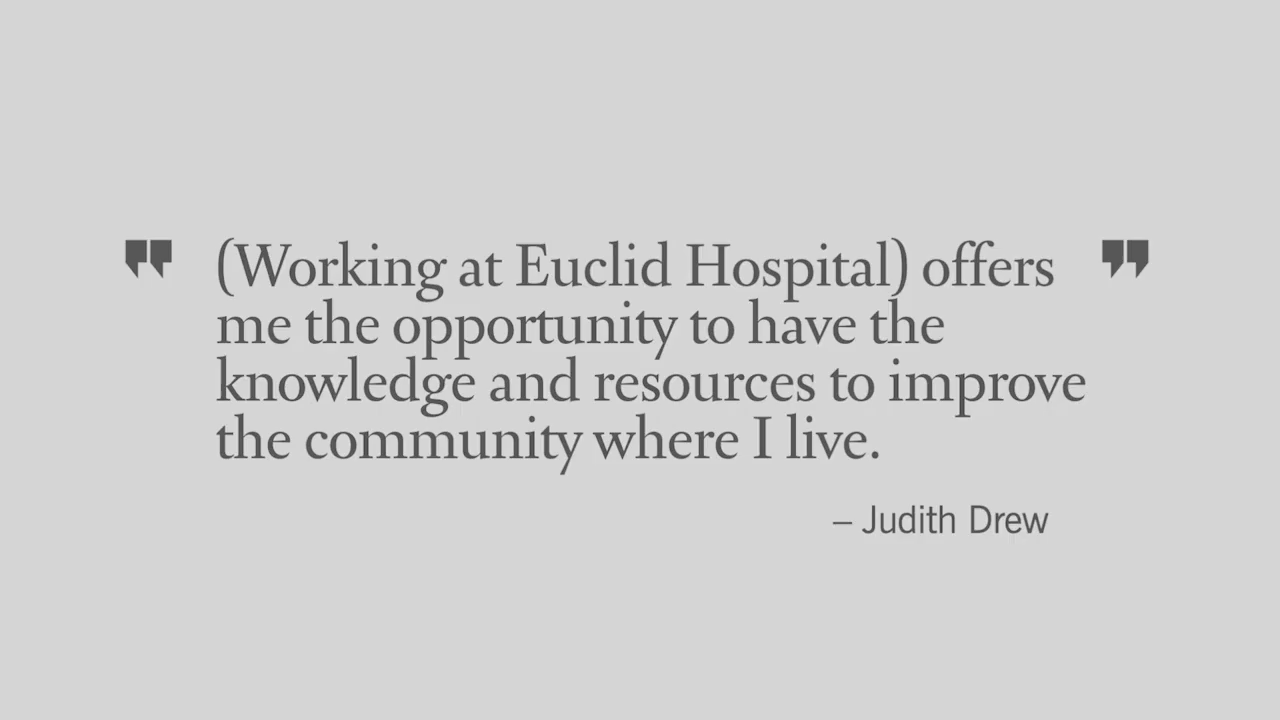 " (Working at Euclid Hospital) offers "
me the opportunity to have the
knowledge and resources to improve
the community where I live.
– Judith Drew